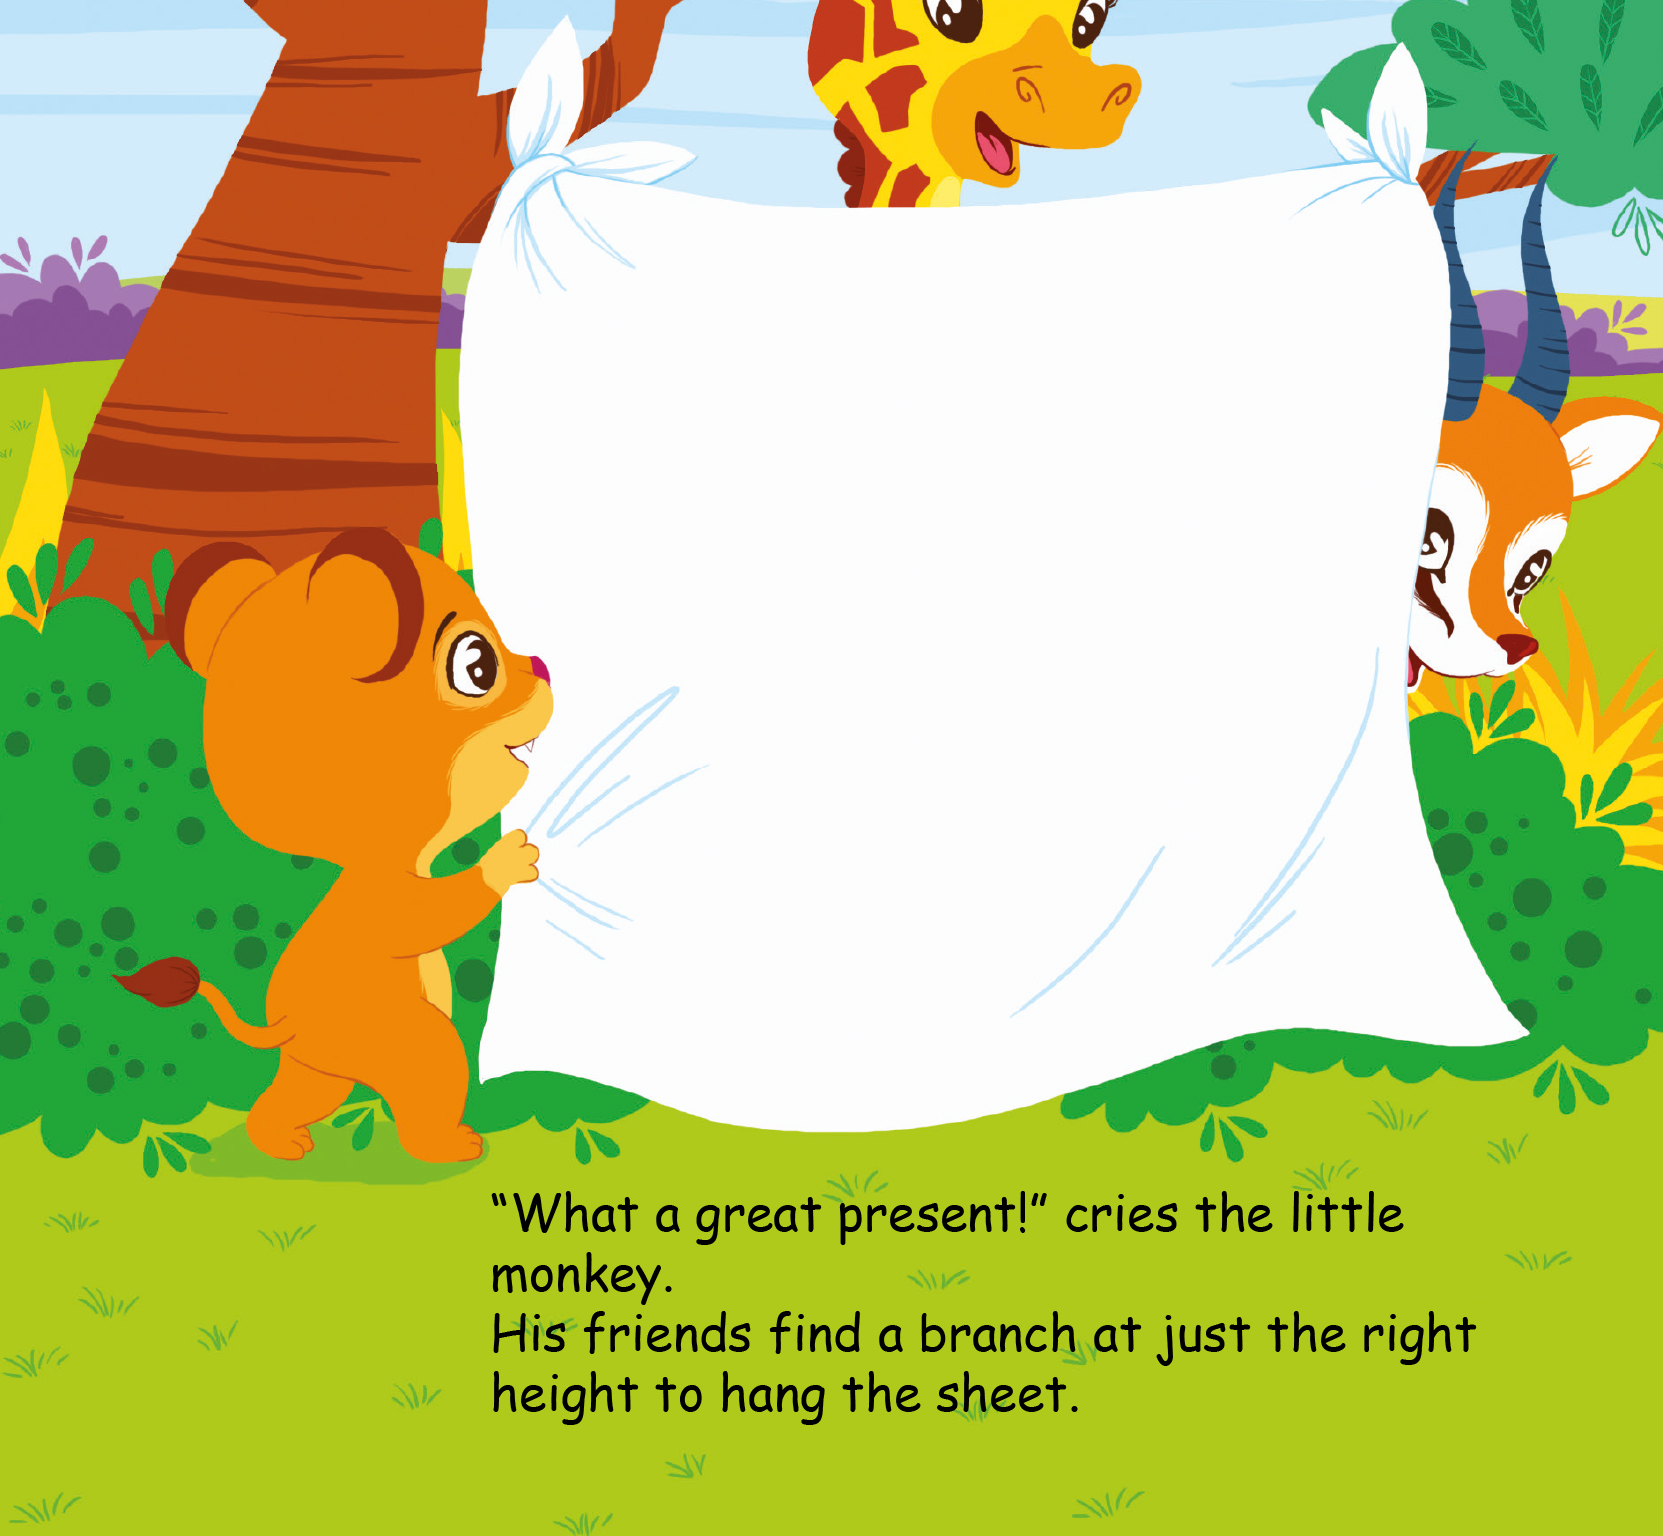 “What a great present!” cries the little
monkey.
His friends find a branch at just the right
height to hang the sheet.